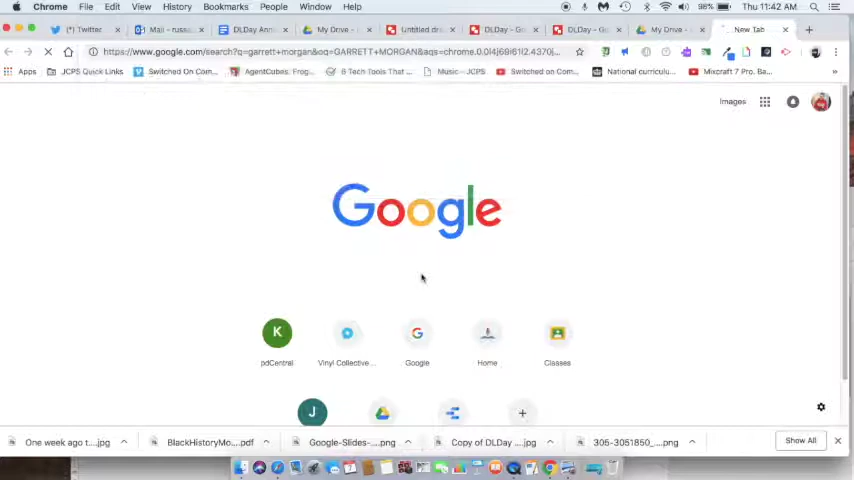 Chrome File Edit View History Bookmarks People Window Help 98% Thu 11:42 AM
(*) Twitter Mail - russe DLDay Ann My Drive - Untitled dra DLDay - Go DLDay - Go My Drive - New Tab
https://www.google.com/search?q=garrett+morgan&oq=GARRETT+MORGAN&aqs=chrome.0.0l4j69i61l2.4370j...
Apps JCPS Quick Links Switched On Com... AgentCubes: Frog... 6 Tech Tools That ... Music—JCPS Switched on Com... National curriculu... Mixcraft 7 Pro. Ba... »
Images
Google
K
pdCentral Vinyl Collective ... Google Home Classes
J
One week ago t....jpg BlackHistoryMo....pdf Google-Slides-....png Copy of DLDay ....jpg 305-3051850_....png Show All